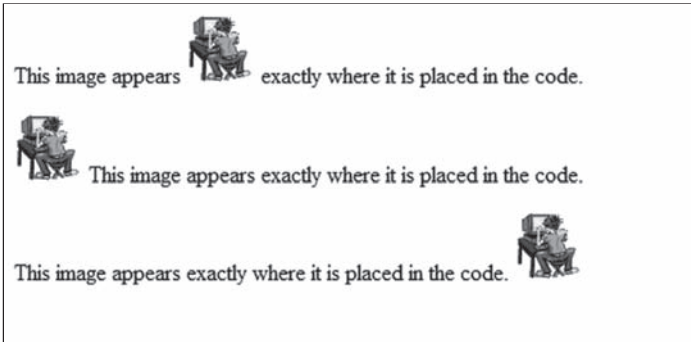 This image appears exactly where it is placed in the code.
This image appears exactly where it is placed in the code.
This image appears exactly where it is placed in the code.